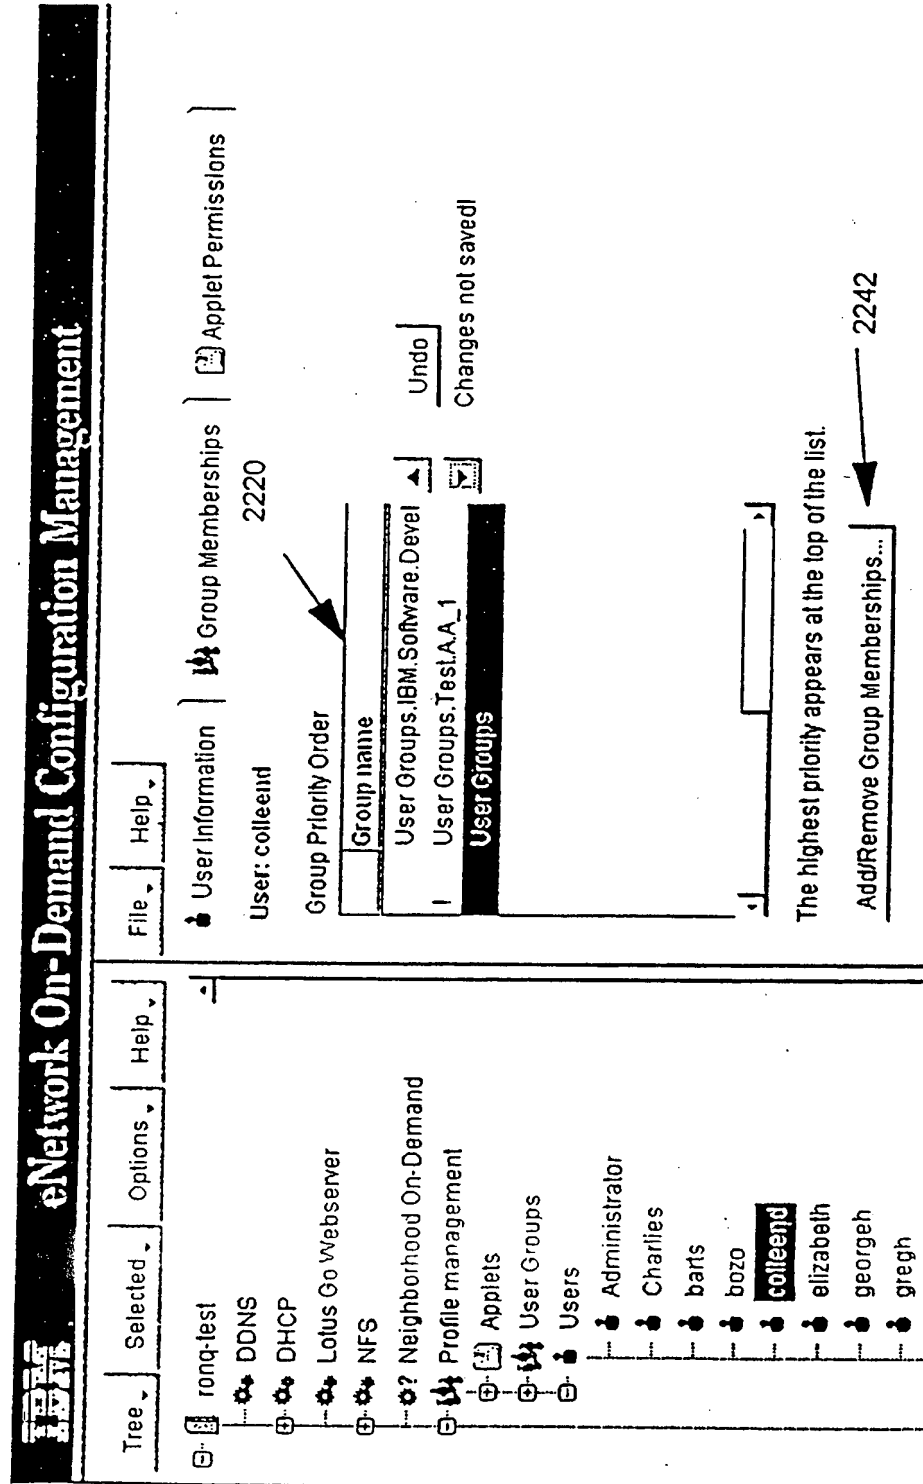 IBM eNetwork On-Demand Configuration Management
Tree Selected Options Help
ronq-test
DDNS
DHCP
Lotus Go Webserver
NFS
? Neighborhood On-Demand
Profile management
Applets
User Groups
Users
Administrator
Charlies
barts
bozo
colleend
elizabeth
georgeh
gregh
File Help
User Information Group Memberships Applet Permissions
User: colleend
2220
Group Priority Order
Group name
User Groups.IBM.Software.Devel
User Groups.Test.AA_1
User Groups
Undo
Changes not saved!
The highest priority appears at the top of the list.
Add/Remove Group Memberships...
2242